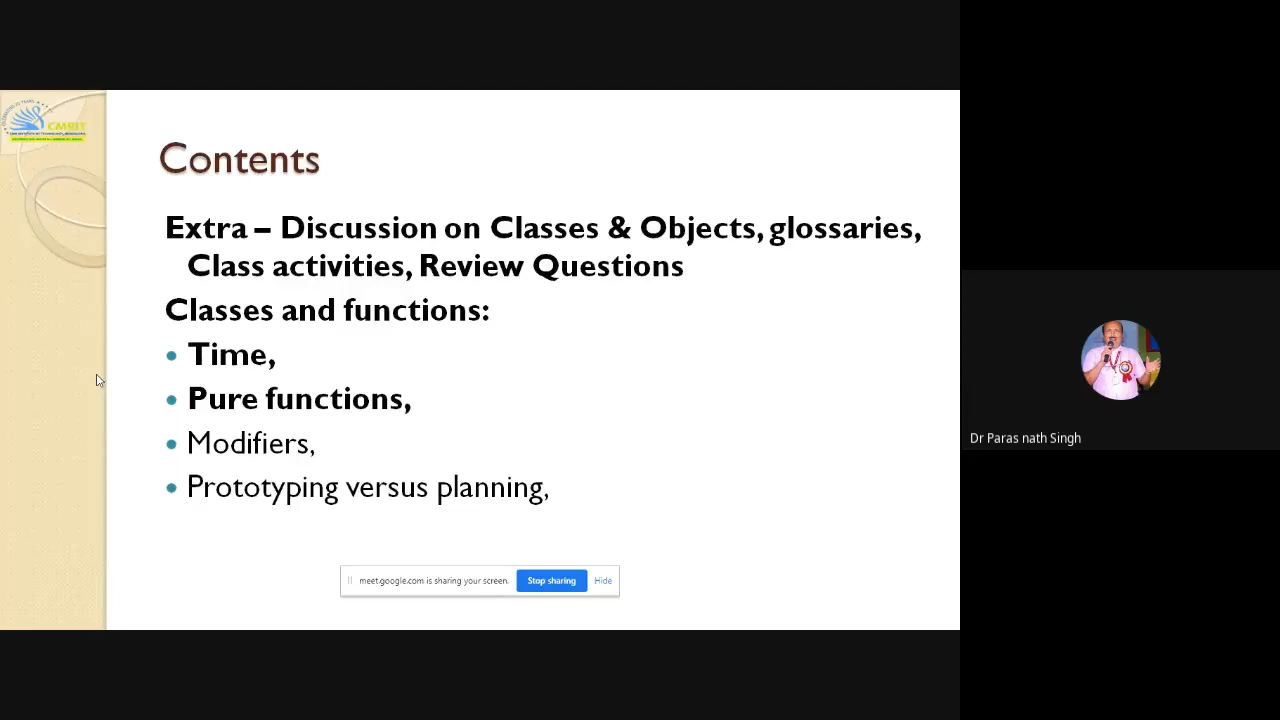 CMRIT
Contents
Extra – Discussion on Classes & Objects, glossaries,
Class activities, Review Questions
Classes and functions:
• Time,
• Pure functions,
• Modifiers,
• Prototyping versus planning,
meet.google.com is sharing your screen. Stop sharing Hide
Dr Paras nath Singh